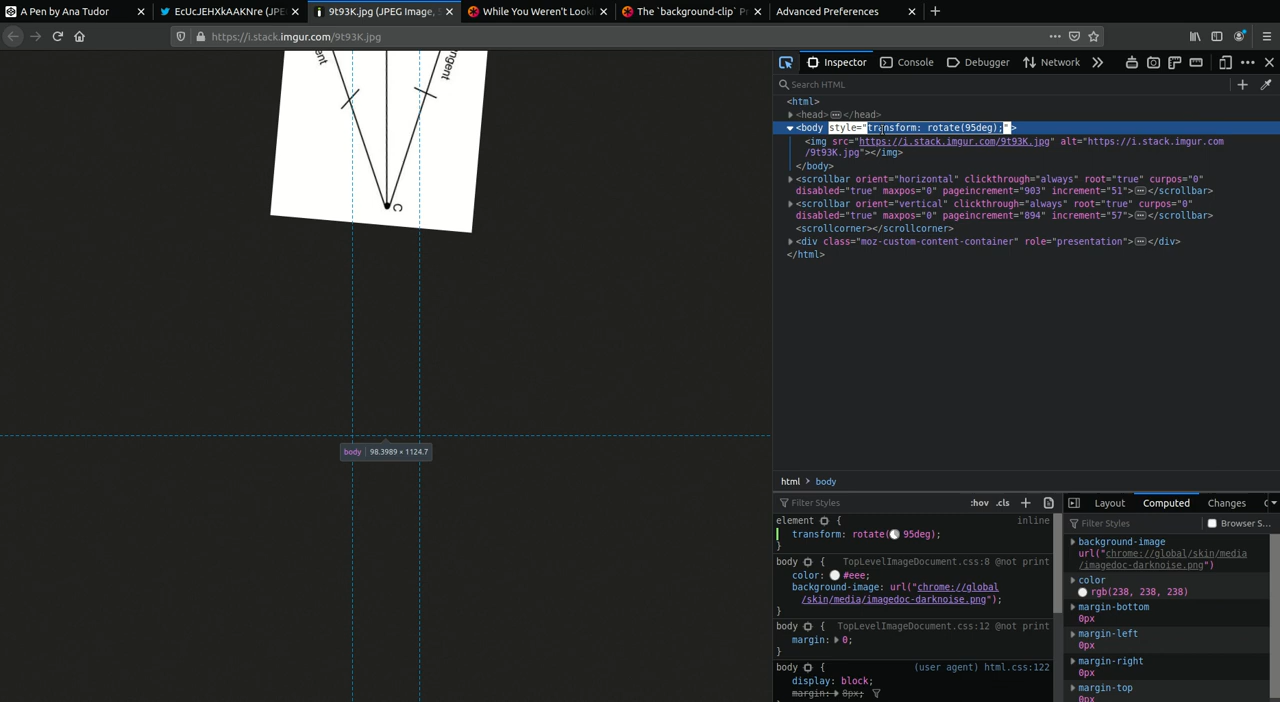 A Pen by Ana Tudor
EcUcJEHXkAAKNre (JPE
9t93K.jpg (JPEG Image, 5
While You Weren't Looki
The `background-clip` Pr
Advanced Preferences
https://i.stack.imgur.com/9t93K.jpg
Inspector
Console
Debugger
Network
Search HTML
<html>
<head></head>
<body style="transform: rotate(95deg);">
<img src="https://i.stack.imgur.com/9t93K.jpg" alt="https://i.stack.imgur.com
/9t93K.jpg"></img>
</body>
<scrollbar orient="horizontal" clickthrough="always" root="true" curpos="0"
disabled="true" maxpos="0" pageincrement="903" increment="51"></scrollbar>
<scrollbar orient="vertical" clickthrough="always" root="true" curpos="0"
disabled="true" maxpos="0" pageincrement="894" increment="57"></scrollbar>
<scrollcorner></scrollcorner>
<div class="moz-custom-content-container" role="presentation"></div>
</html>
ent
ngent
C
body 98.3989 × 1124.7
html > body
Filter Styles
:hov .cls
Layout
Computed
Changes
element {
inline
transform: rotate(95deg);
}
body {
TopLevelImageDocument.css:8 @not print
color: #eee;
background-image: url("chrome://global
/skin/media/imagedoc-darknoise.png");
}
body {
TopLevelImageDocument.css:12 @not print
margin: 0;
}
body {
(user agent) html.css:122
display: block;
margin: 8px;
Filter Styles
Browser S...
background-image
url("chrome://global/skin/media
/imagedoc-darknoise.png")
color
rgb(238, 238, 238)
margin-bottom
0px
margin-left
0px
margin-right
0px
margin-top
0px